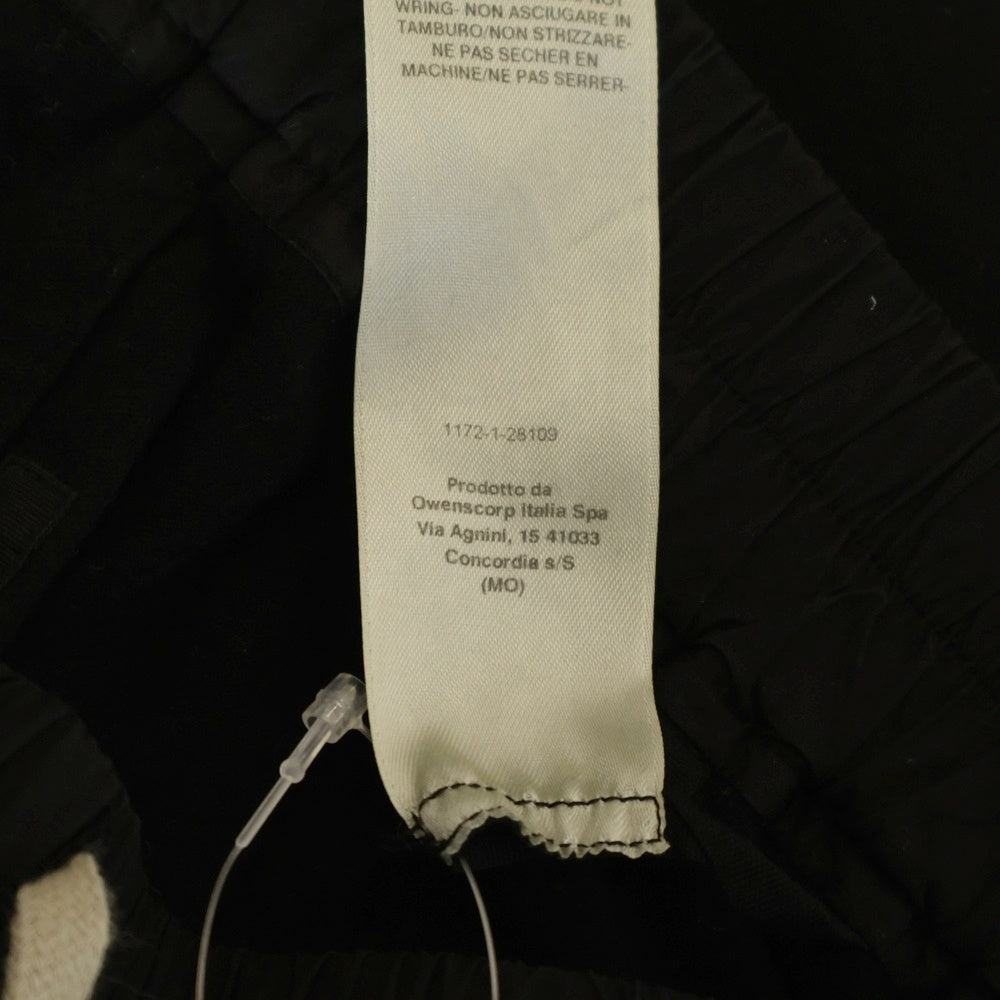 WRING- NON ASCIUGARE IN
TAMBURO/NON STRIZZARE-
NE PAS SECHER EN
MACHINE/NE PAS SERRER-
1172-1-28109
Prodotto da
Owenscorp Italia Spa
Via Agnini, 15 41033
Concordia s/S
(MO)